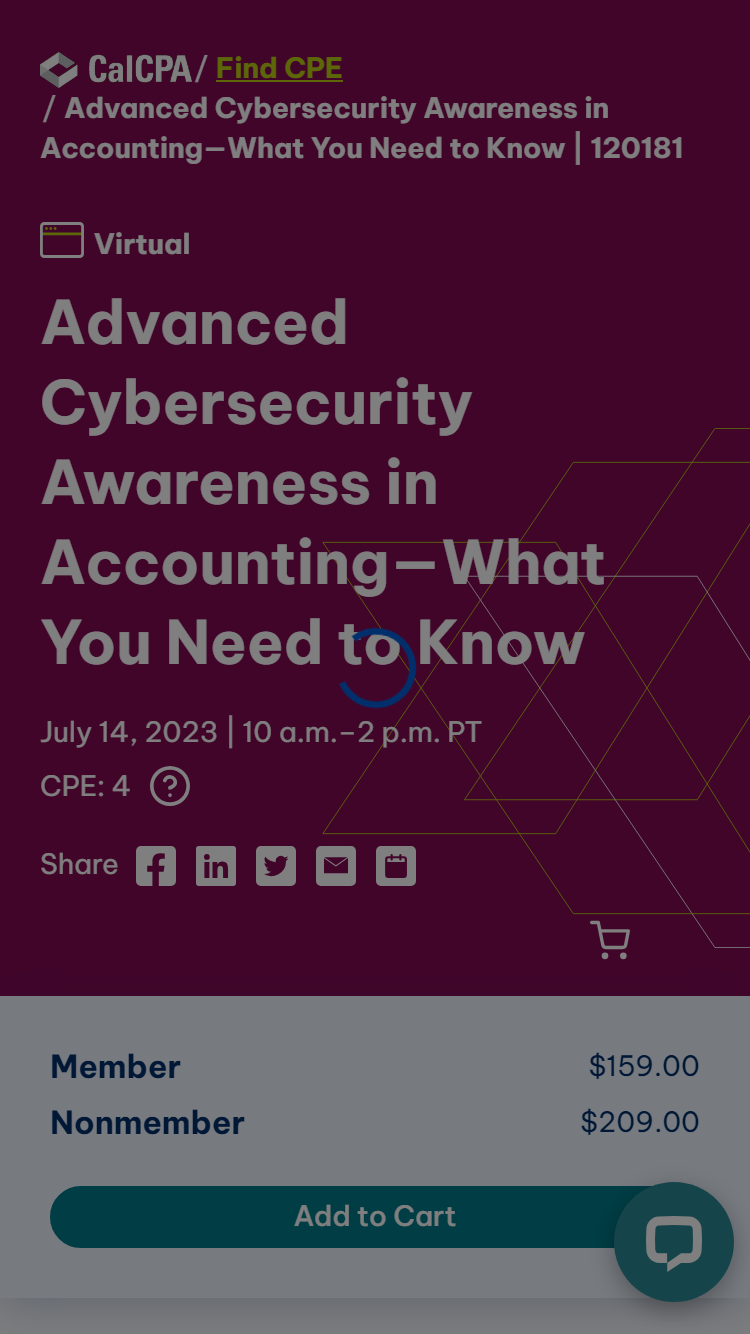 CalCPA / Find CPE
/ Advanced Cybersecurity Awareness in
Accounting—What You Need to Know | 120181
Virtual
Advanced
Cybersecurity
Awareness in
Accounting—What
You Need to Know
July 14, 2023 | 10 a.m.–2 p.m. PT
CPE: 4 ?
Share
Member $159.00
Nonmember $209.00
Add to Cart